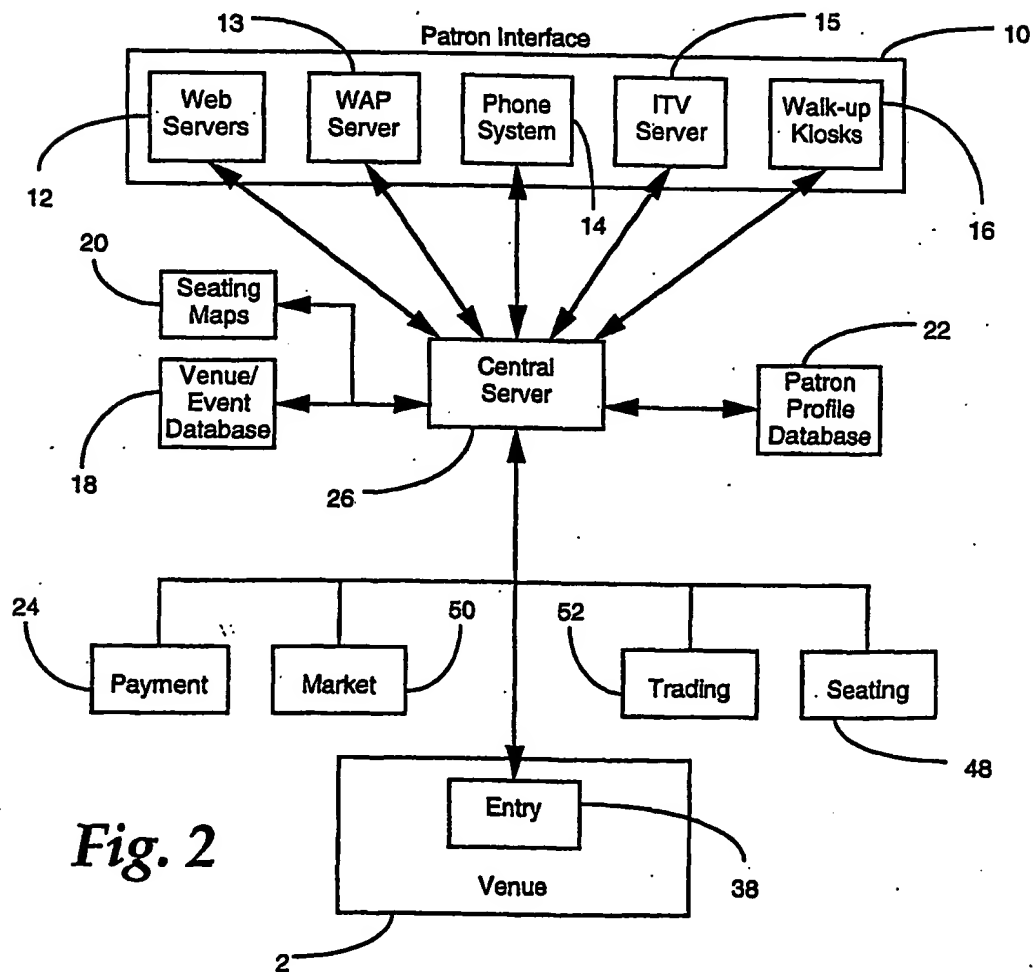 13
15
10
Patron Interface
Web
Servers
WAP
Server
Phone
System
ITV
Server
Walk-up
Kiosks
12
14
16
20
Seating
Maps
22
Central
Server
Venue/
Event
Database
Patron
Profile
Database
18
26
24
50
52
Payment
Market
Trading
Seating
48
Entry
Fig. 2
Venue
38
2